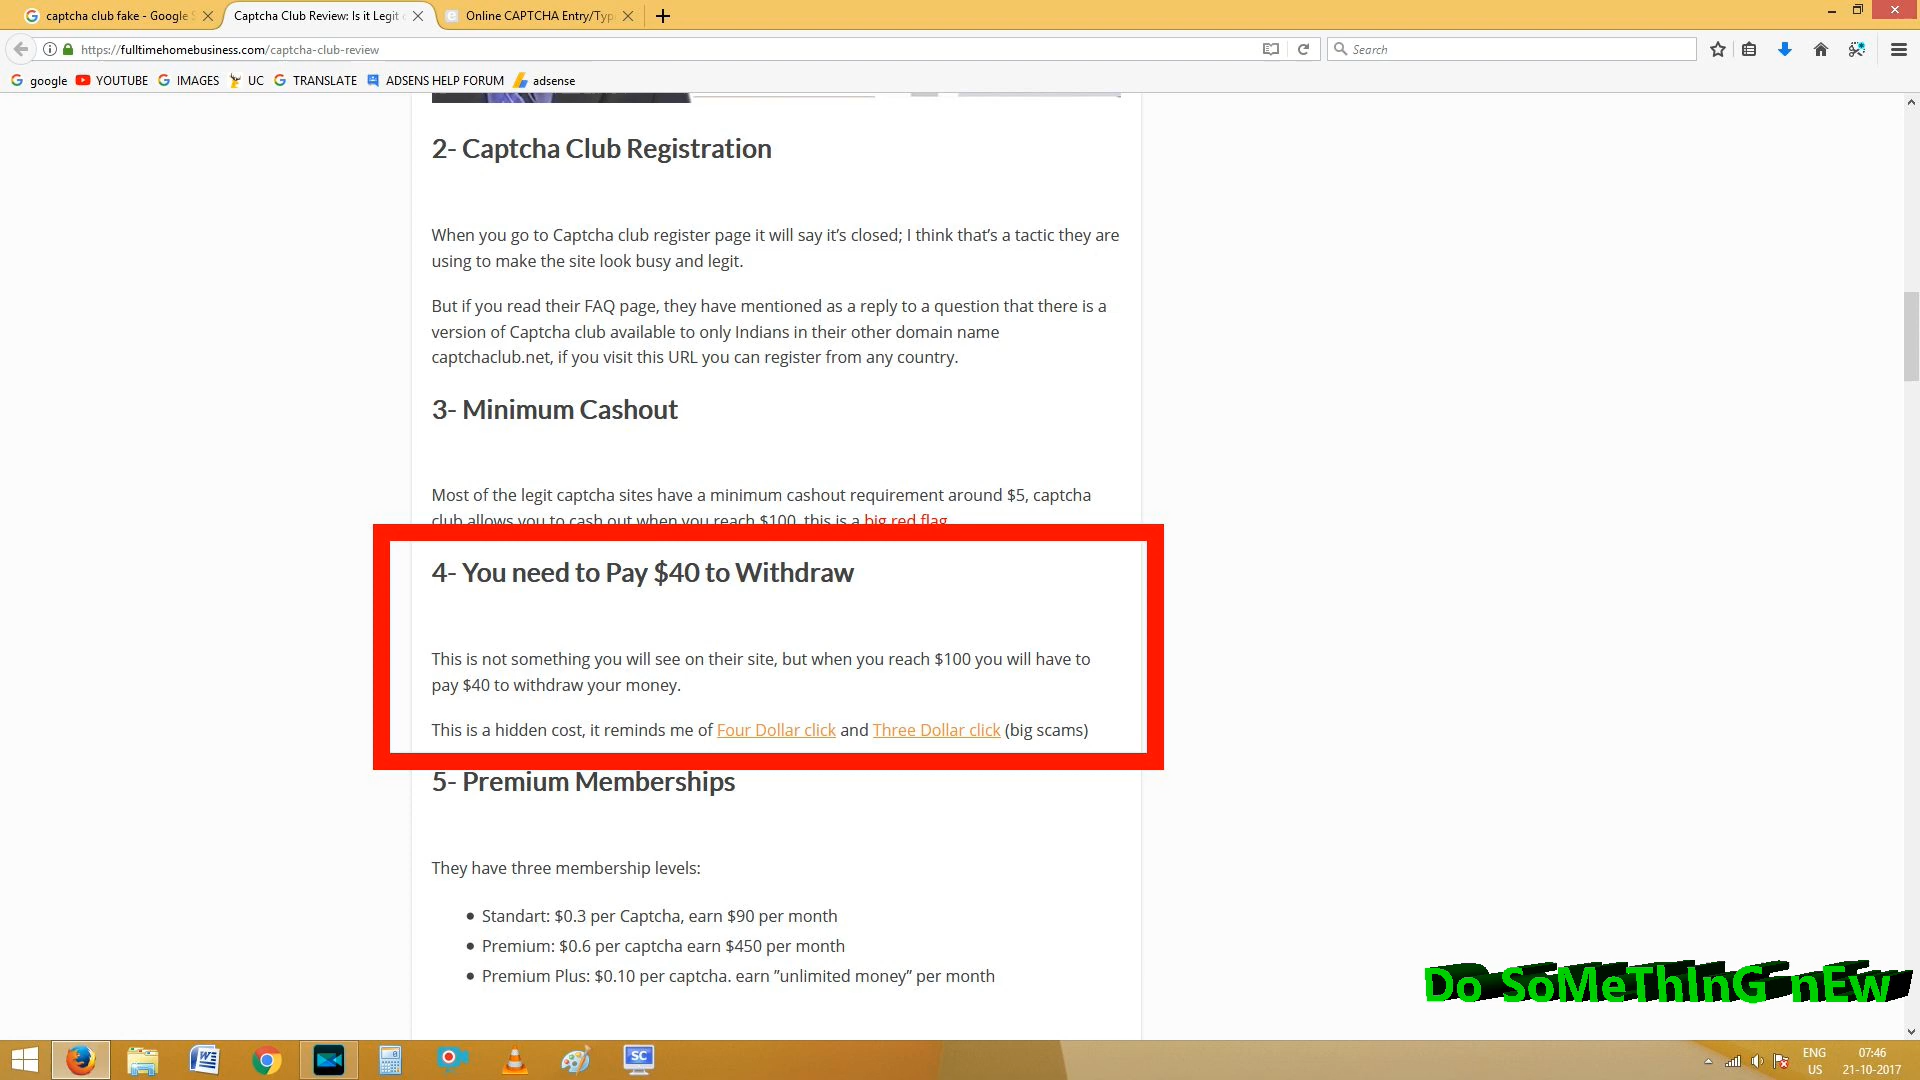 captcha club fake - Google S
Captcha Club Review: Is it Legit o
Online CAPTCHA Entry/Typ
https://fulltimehomebusiness.com/captcha-club-review
Search
google YOUTUBE IMAGES UC TRANSLATE ADSENS HELP FORUM adsense
2- Captcha Club Registration
When you go to Captcha club register page it will say it’s closed; I think that’s a tactic they are
using to make the site look busy and legit.
But if you read their FAQ page, they have mentioned as a reply to a question that there is a
version of Captcha club available to only Indians in their other domain name
captchaclub.net, if you visit this URL you can register from any country.
3- Minimum Cashout
Most of the legit captcha sites have a minimum cashout requirement around $5, captcha
club allows you to cash out when you reach $100, this is a big red flag
4- You need to Pay $40 to Withdraw
This is not something you will see on their site, but when you reach $100 you will have to
pay $40 to withdraw your money.
This is a hidden cost, it reminds me of Four Dollar click and Three Dollar click (big scams)
5- Premium Memberships
They have three membership levels:
Standart: $0.3 per Captcha, earn $90 per month
Premium: $0.6 per captcha earn $450 per month
Premium Plus: $0.10 per captcha. earn ”unlimited money” per month
Do SoMeThInG nEw
SC
ENG
US
07:46
21-10-2017